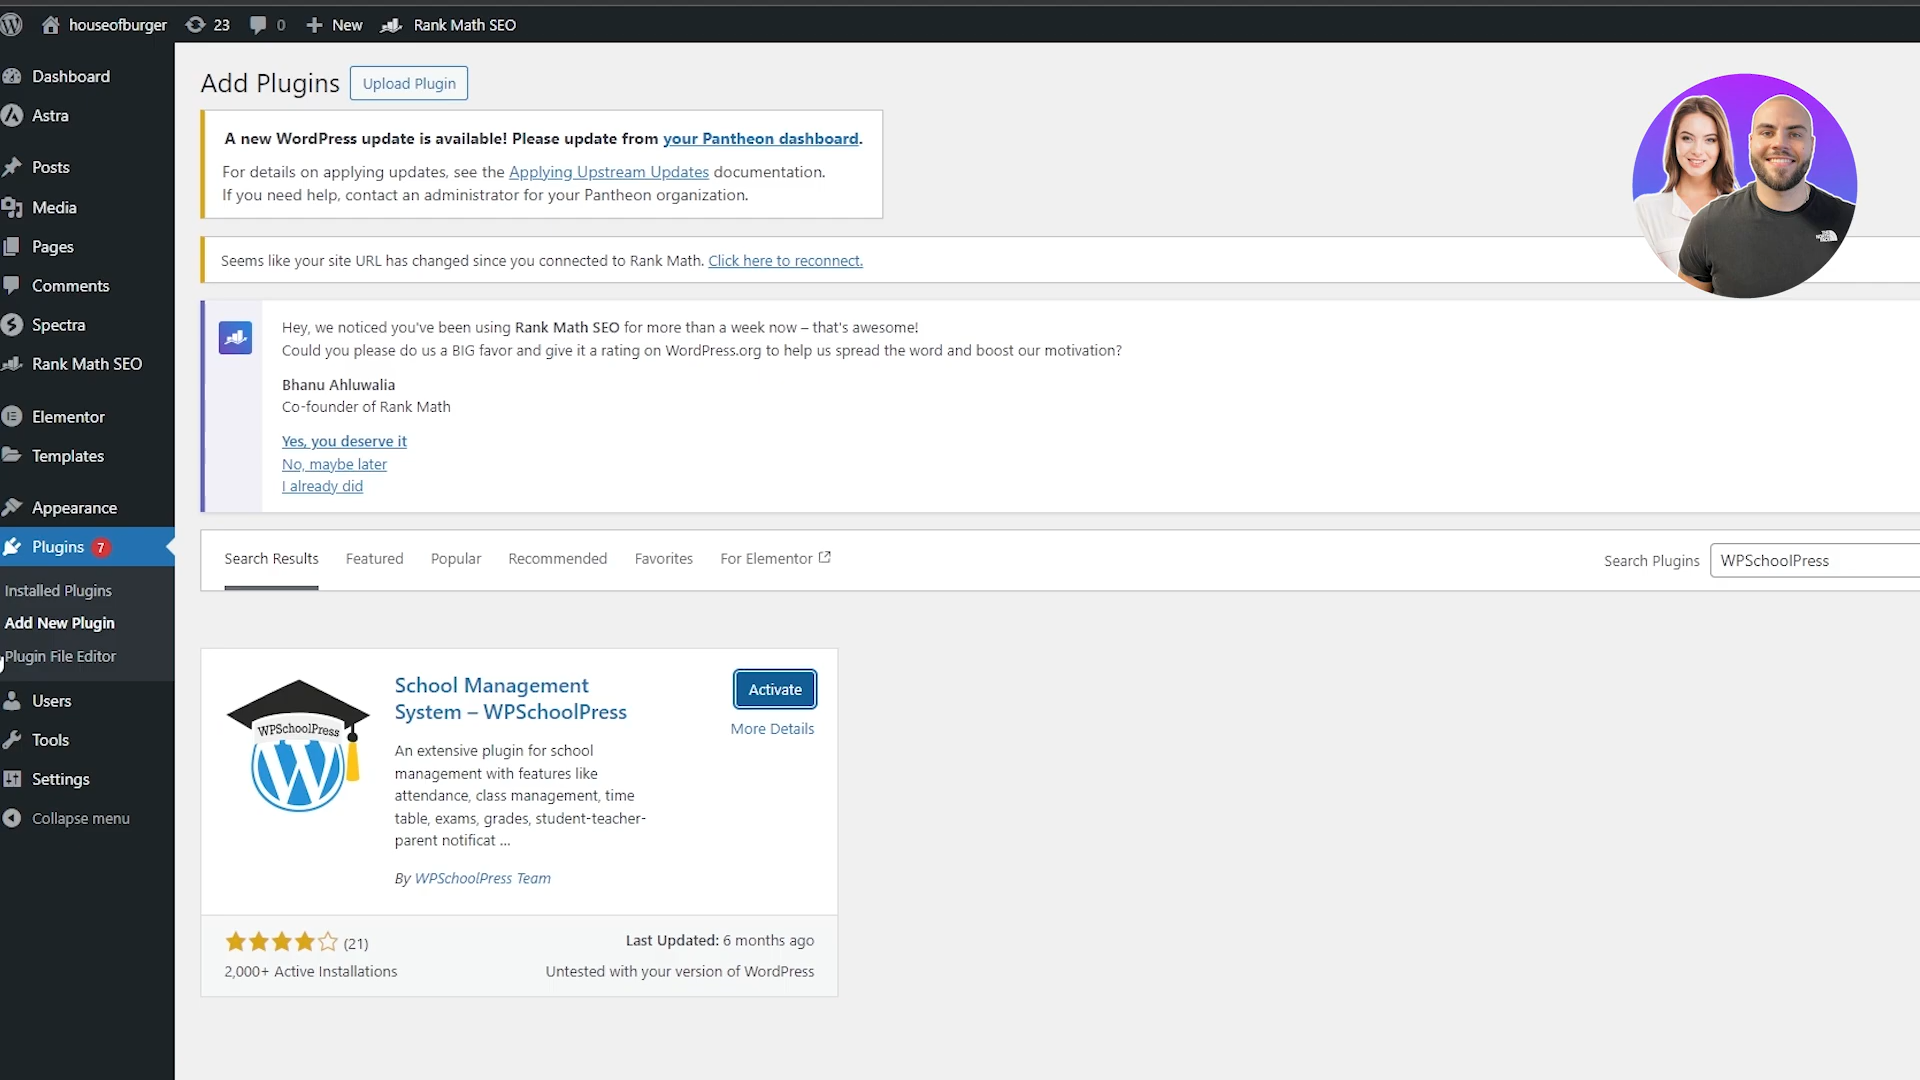 houseofburger 23 0 New Rank Math SEO
Dashboard
Astra
Posts
Media
Pages
Comments
Spectra
Rank Math SEO
Elementor
Templates
Appearance
Plugins 7
Installed Plugins
Add New Plugin
Plugin File Editor
Users
Tools
Settings
Collapse menu
Add Plugins Upload Plugin
A new WordPress update is available! Please update from your Pantheon dashboard.
For details on applying updates, see the Applying Upstream Updates documentation.
If you need help, contact an administrator for your Pantheon organization.
Seems like your site URL has changed since you connected to Rank Math. Click here to reconnect.
Hey, we noticed you've been using Rank Math SEO for more than a week now – that's awesome!
Could you please do us a BIG favor and give it a rating on WordPress.org to help us spread the word and boost our motivation?
Bhanu Ahluwalia
Co-founder of Rank Math
Yes, you deserve it
No, maybe later
I already did
Search Results Featured Popular Recommended Favorites For Elementor Search Plugins WPSchoolPress
WPSchoolPress
School Management
System – WPSchoolPress
Activate
More Details
An extensive plugin for school
management with features like
attendance, class management, time
table, exams, grades, student-teacher-
parent notificat ...
By WPSchoolPress Team
(21)
2,000+ Active Installations
Last Updated: 6 months ago
Untested with your version of WordPress